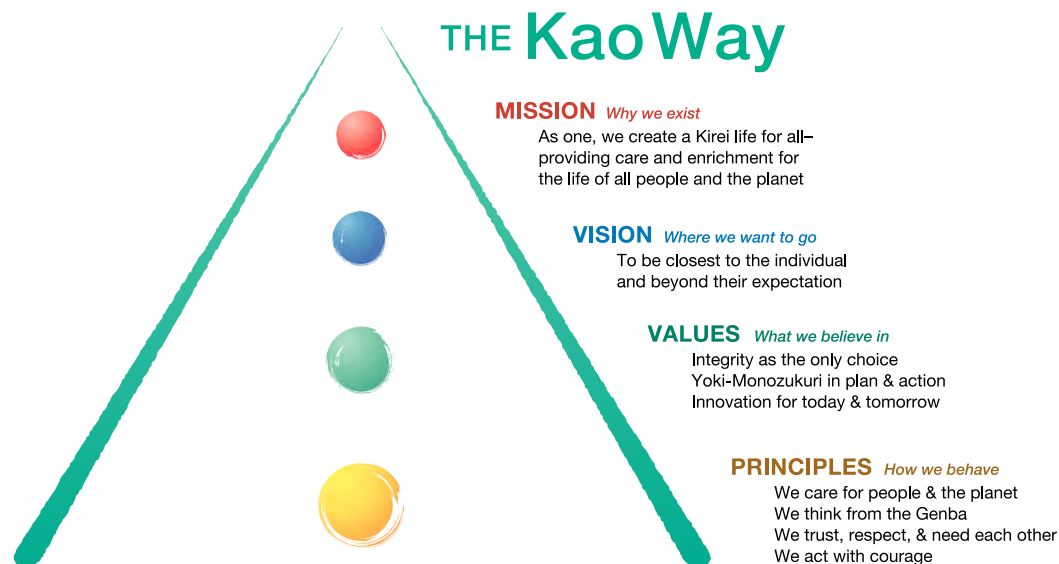 THE Kao Way
MISSION Why we exist
As one, we create a Kirei life for all–
providing care and enrichment for
the life of all people and the planet
VISION Where we want to go
To be closest to the individual
and beyond their expectation
VALUES What we believe in
Integrity as the only choice
Yoki-Monozukuri in plan & action
Innovation for today & tomorrow
PRINCIPLES How we behave
We care for people & the planet
We think from the Genba
We trust, respect, & need each other
We act with courage